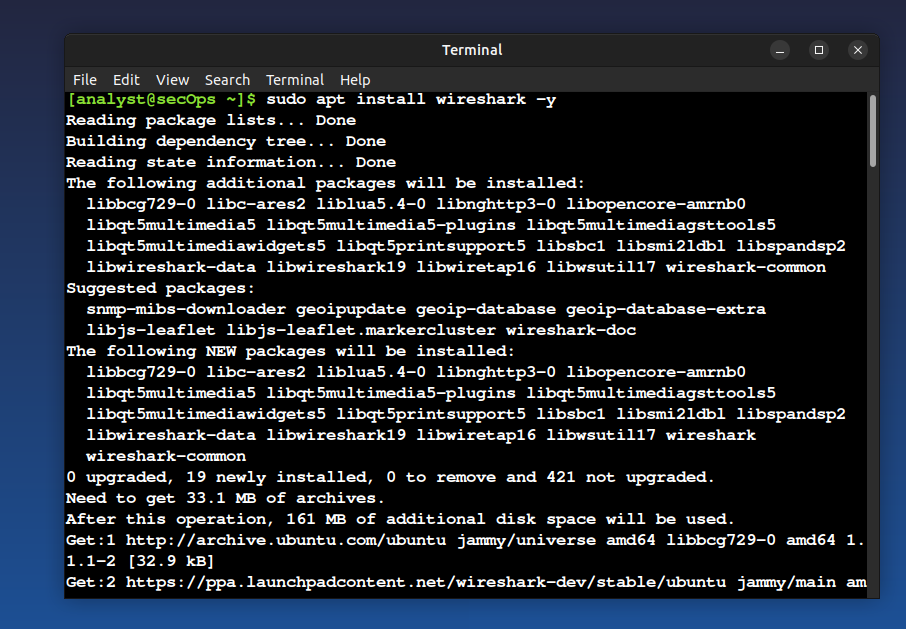 Terminal
File Edit View Search Terminal Help
[analyst@secOps ~]$ sudo apt install wireshark -y
Reading package lists... Done
Building dependency tree... Done
Reading state information... Done
The following additional packages will be installed:
  libbcg729-0 libc-ares2 liblua5.4-0 libnghttp3-0 libopencore-amrnb0
  libqt5multimedia5 libqt5multimedia5-plugins libqt5multimediagsttools5
  libqt5multimediawidgets5 libqt5printsupport5 libsbc1 libsmi2ldbl libspandsp2
  libwireshark-data libwireshark19 libwiretap16 libwsutil17 wireshark-common
Suggested packages:
  snmp-mibs-downloader geoipupdate geoip-database geoip-database-extra
  libjs-leaflet libjs-leaflet.markercluster wireshark-doc
The following NEW packages will be installed:
  libbcg729-0 libc-ares2 liblua5.4-0 libnghttp3-0 libopencore-amrnb0
  libqt5multimedia5 libqt5multimedia5-plugins libqt5multimediagsttools5
  libqt5multimediawidgets5 libqt5printsupport5 libsbc1 libsmi2ldbl libspandsp2
  libwireshark-data libwireshark19 libwiretap16 libwsutil17 wireshark
  wireshark-common
0 upgraded, 19 newly installed, 0 to remove and 421 not upgraded.
Need to get 33.1 MB of archives.
After this operation, 161 MB of additional disk space will be used.
Get:1 http://archive.ubuntu.com/ubuntu jammy/universe amd64 libbcg729-0 amd64 1.
1.1-2 [32.9 kB]
Get:2 https://ppa.launchpadcontent.net/wireshark-dev/stable/ubuntu jammy/main am